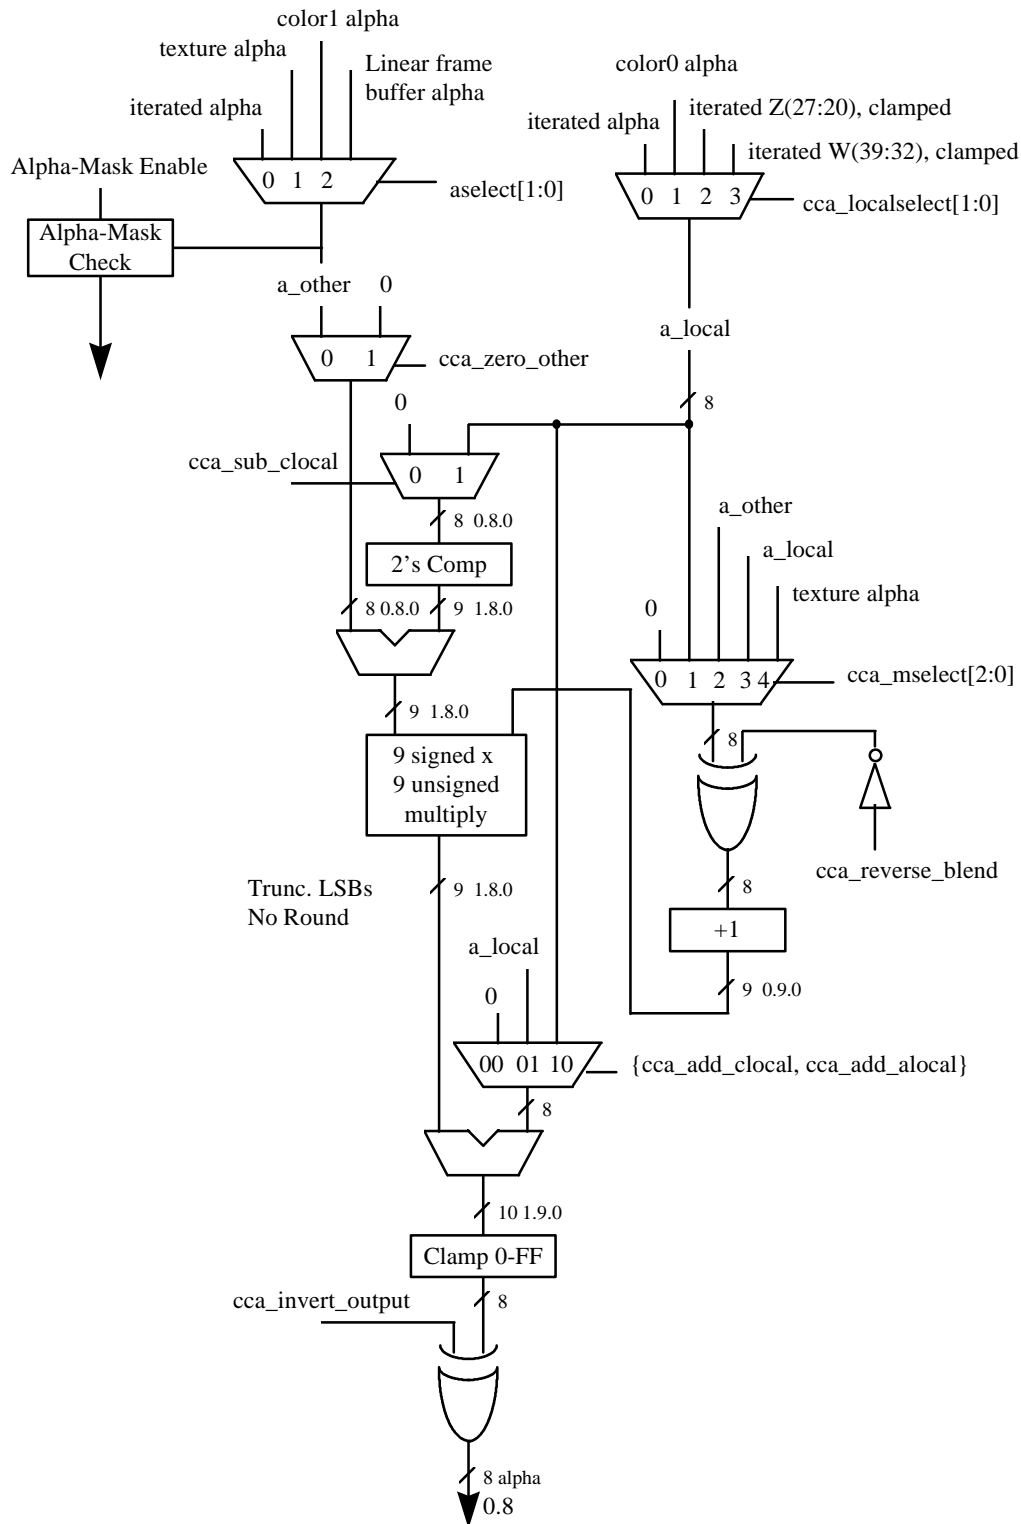 color1 alpha
texture alpha
Linear frame
buffer alpha
color0 alpha
iterated alpha
iterated Z(27:20), clamped
iterated alpha
iterated W(39:32), clamped
Alpha-Mask Enable
0 1 2
aselect[1:0]
0 1 2 3
cca_localselect[1:0]
Alpha-Mask
Check
a_other 0
a_local
0 1
cca_zero_other
0
8
cca_sub_clocal
0 1
a_other
8 0.8.0
a_local
2's Comp
texture alpha
8 0.8.0
9 1.8.0
0
0 1 2 3 4
cca_mselect[2:0]
9 1.8.0
8
9 signed x
9 unsigned
multiply
cca_reverse_blend
Trunc. LSBs
No Round
9 1.8.0
8
+1
a_local
0
9 0.9.0
00 01 10
{cca_add_clocal, cca_add_alocal}
8
10 1.9.0
Clamp 0-FF
cca_invert_output
8
8 alpha
0.8